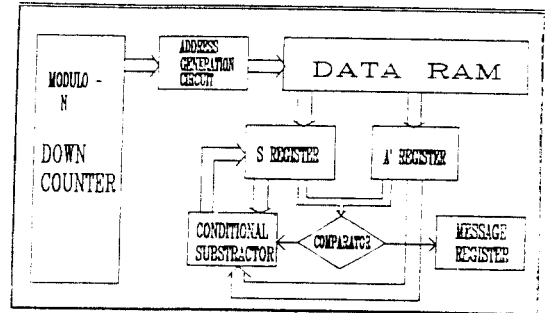 MODULO -
N
DOWN
COUNTER
ADDRESS
GENERATION
CIRCUIT
DATA RAM
S REGISTER
A' REGISTER
CONDITIONAL
SUBSTRACTOR
COMPARATOR
MESSAGE
REGISTER